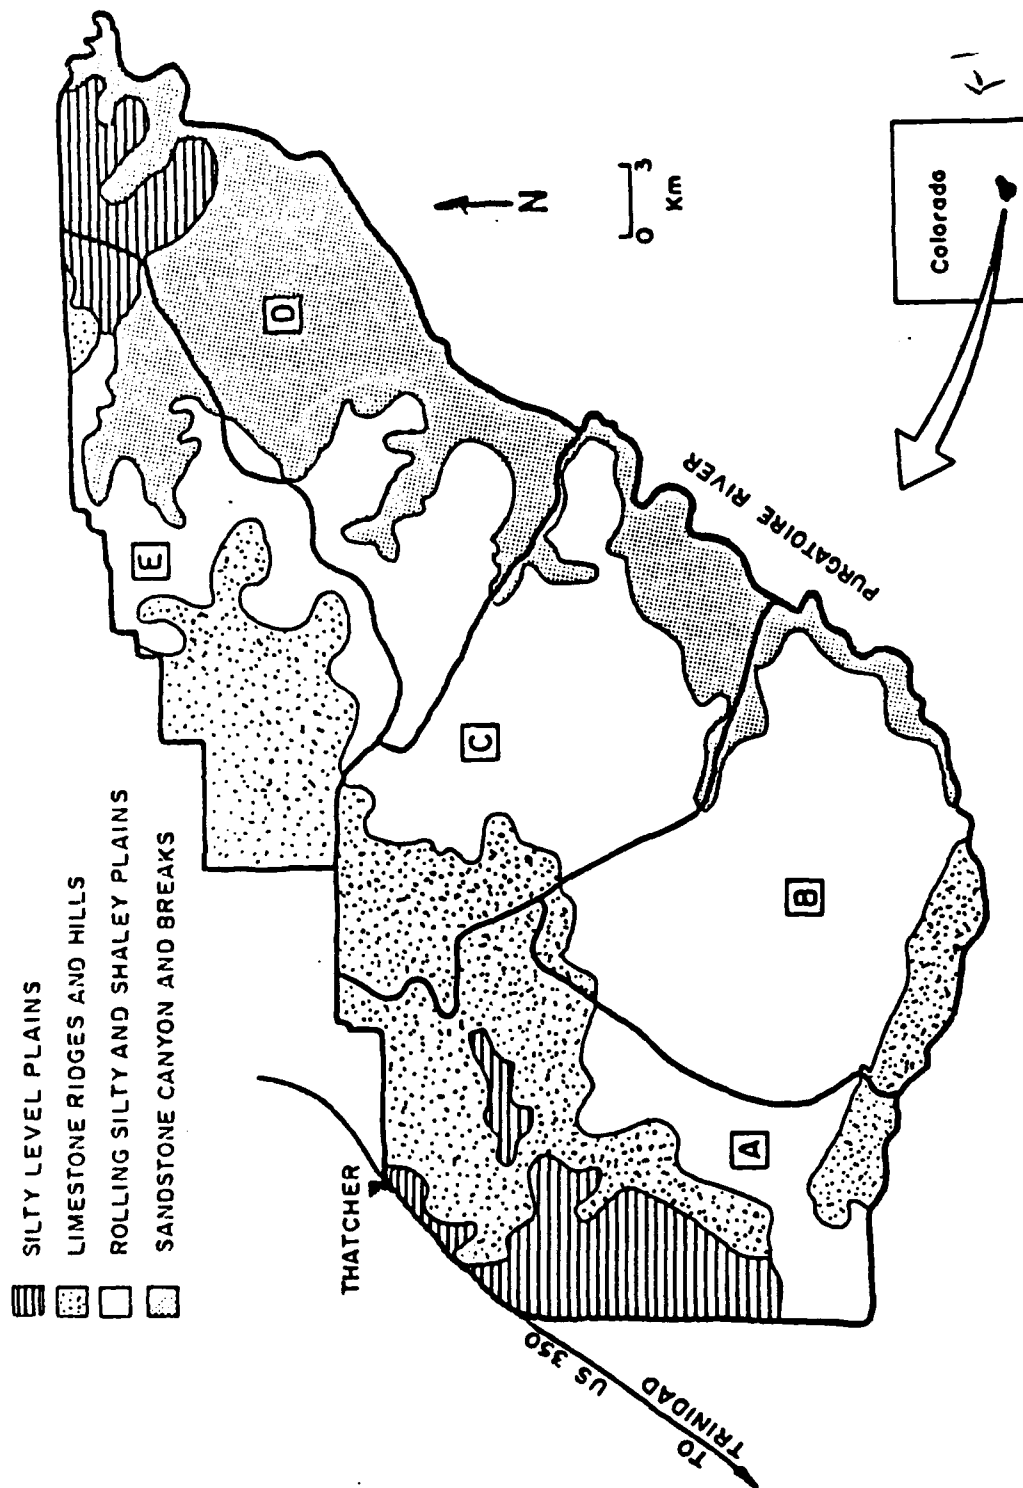 SILTY LEVEL PLAINS
LIMESTONE RIDGES AND HILLS
ROLLING SILTY AND SHALEY PLAINS
SANDSTONE CANYON AND BREAKS
THATCHER
US 350
TO
TRINIDAD
A
B
C
D
E
PURGATOIRE RIVER
N
0 3
Km
Colorado